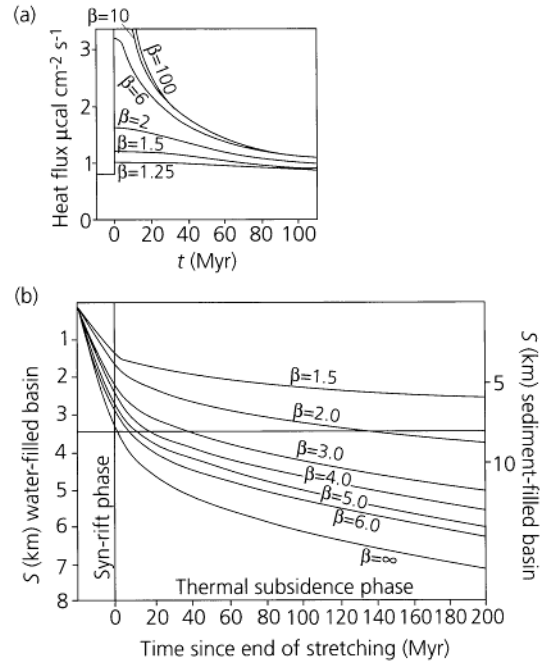 (a)
β=10
Heat flux μcal cm⁻² s⁻¹
3
2
1
0
β=100
β=6
β=2
β=1.5
β=1.25
0 20 40 60 80 100
t (Myr)
(b)
S (km) water-filled basin
1
2
3
4
5
6
7
8
Syn-rift phase
β=1.5
β=2.0
β=3.0
β=4.0
β=5.0
β=6.0
β=∞
Thermal subsidence phase
5
10
S (km) sediment-filled basin
0 20 40 60 80 100 120 140 160 180 200
Time since end of stretching (Myr)